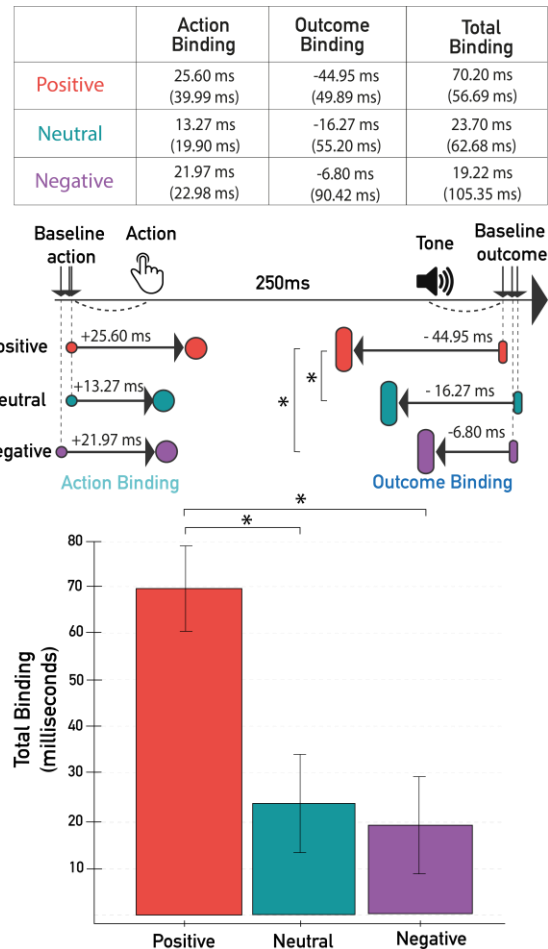 Action Binding Outcome Binding Total Binding
Positive 25.60 ms (39.99 ms) -44.95 ms (49.89 ms) 70.20 ms (56.69 ms)
Neutral 13.27 ms (19.90 ms) -16.27 ms (55.20 ms) 23.70 ms (62.68 ms)
Negative 21.97 ms (22.98 ms) -6.80 ms (90.42 ms) 19.22 ms (105.35 ms)
Baseline action
Action
Tone
Baseline outcome
250ms
ositive +25.60 ms - 44.95 ms
*
*
eutral +13.27 ms - 16.27 ms
egative +21.97 ms -6.80 ms
Action Binding Outcome Binding
*
*
Total Binding
(milliseconds)
80
70
60
50
40
30
20
10
Positive Neutral Negative